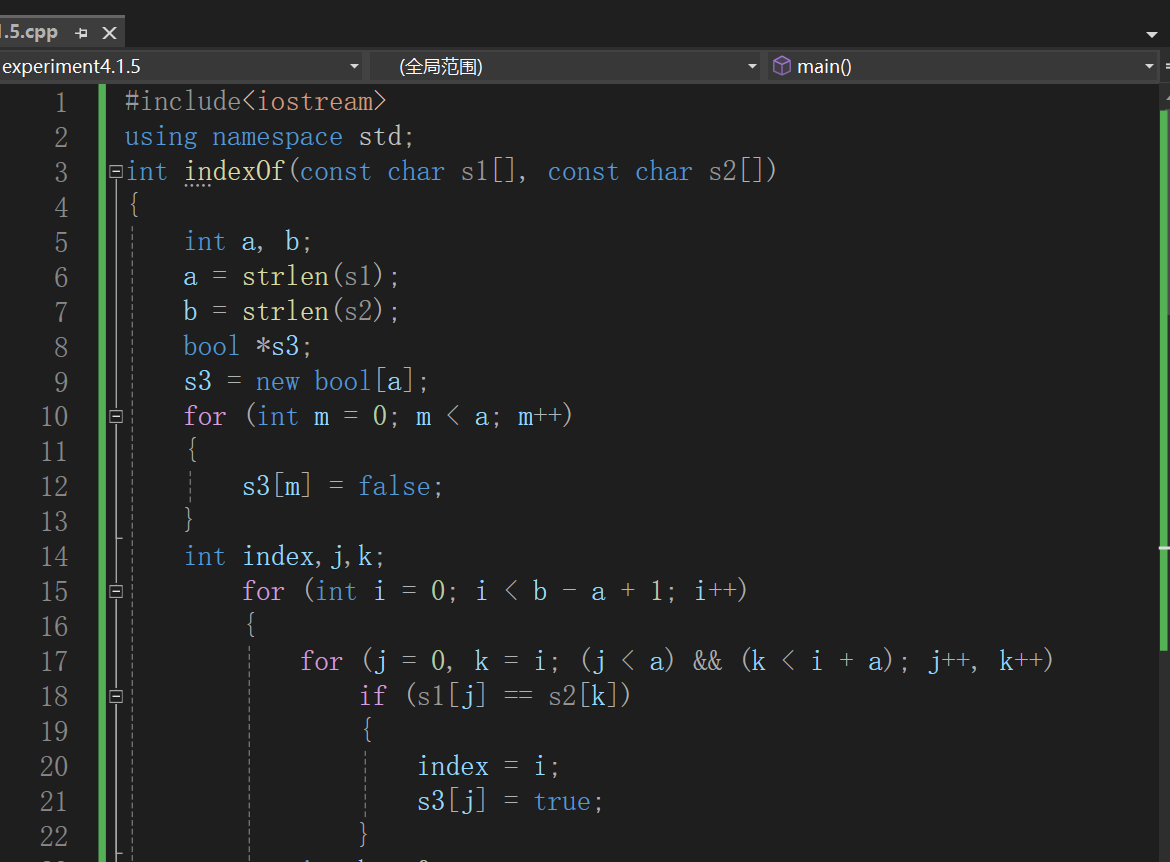 1.5.cpp
experiment4.1.5 (全局范围) main()
1 #include<iostream>
2 using namespace std;
3 int indexOf(const char s1[], const char s2[])
4 {
5 int a, b;
6 a = strlen(s1);
7 b = strlen(s2);
8 bool *s3;
9 s3 = new bool[a];
10 for (int m = 0; m < a; m++)
11 {
12 s3[m] = false;
13 }
14 int index,j,k;
15 for (int i = 0; i < b - a + 1; i++)
16 {
17 for (j = 0, k = i; (j < a) && (k < i + a); j++, k++)
18 if (s1[j] == s2[k])
19 {
20 index = i;
21 s3[j] = true;
22 }